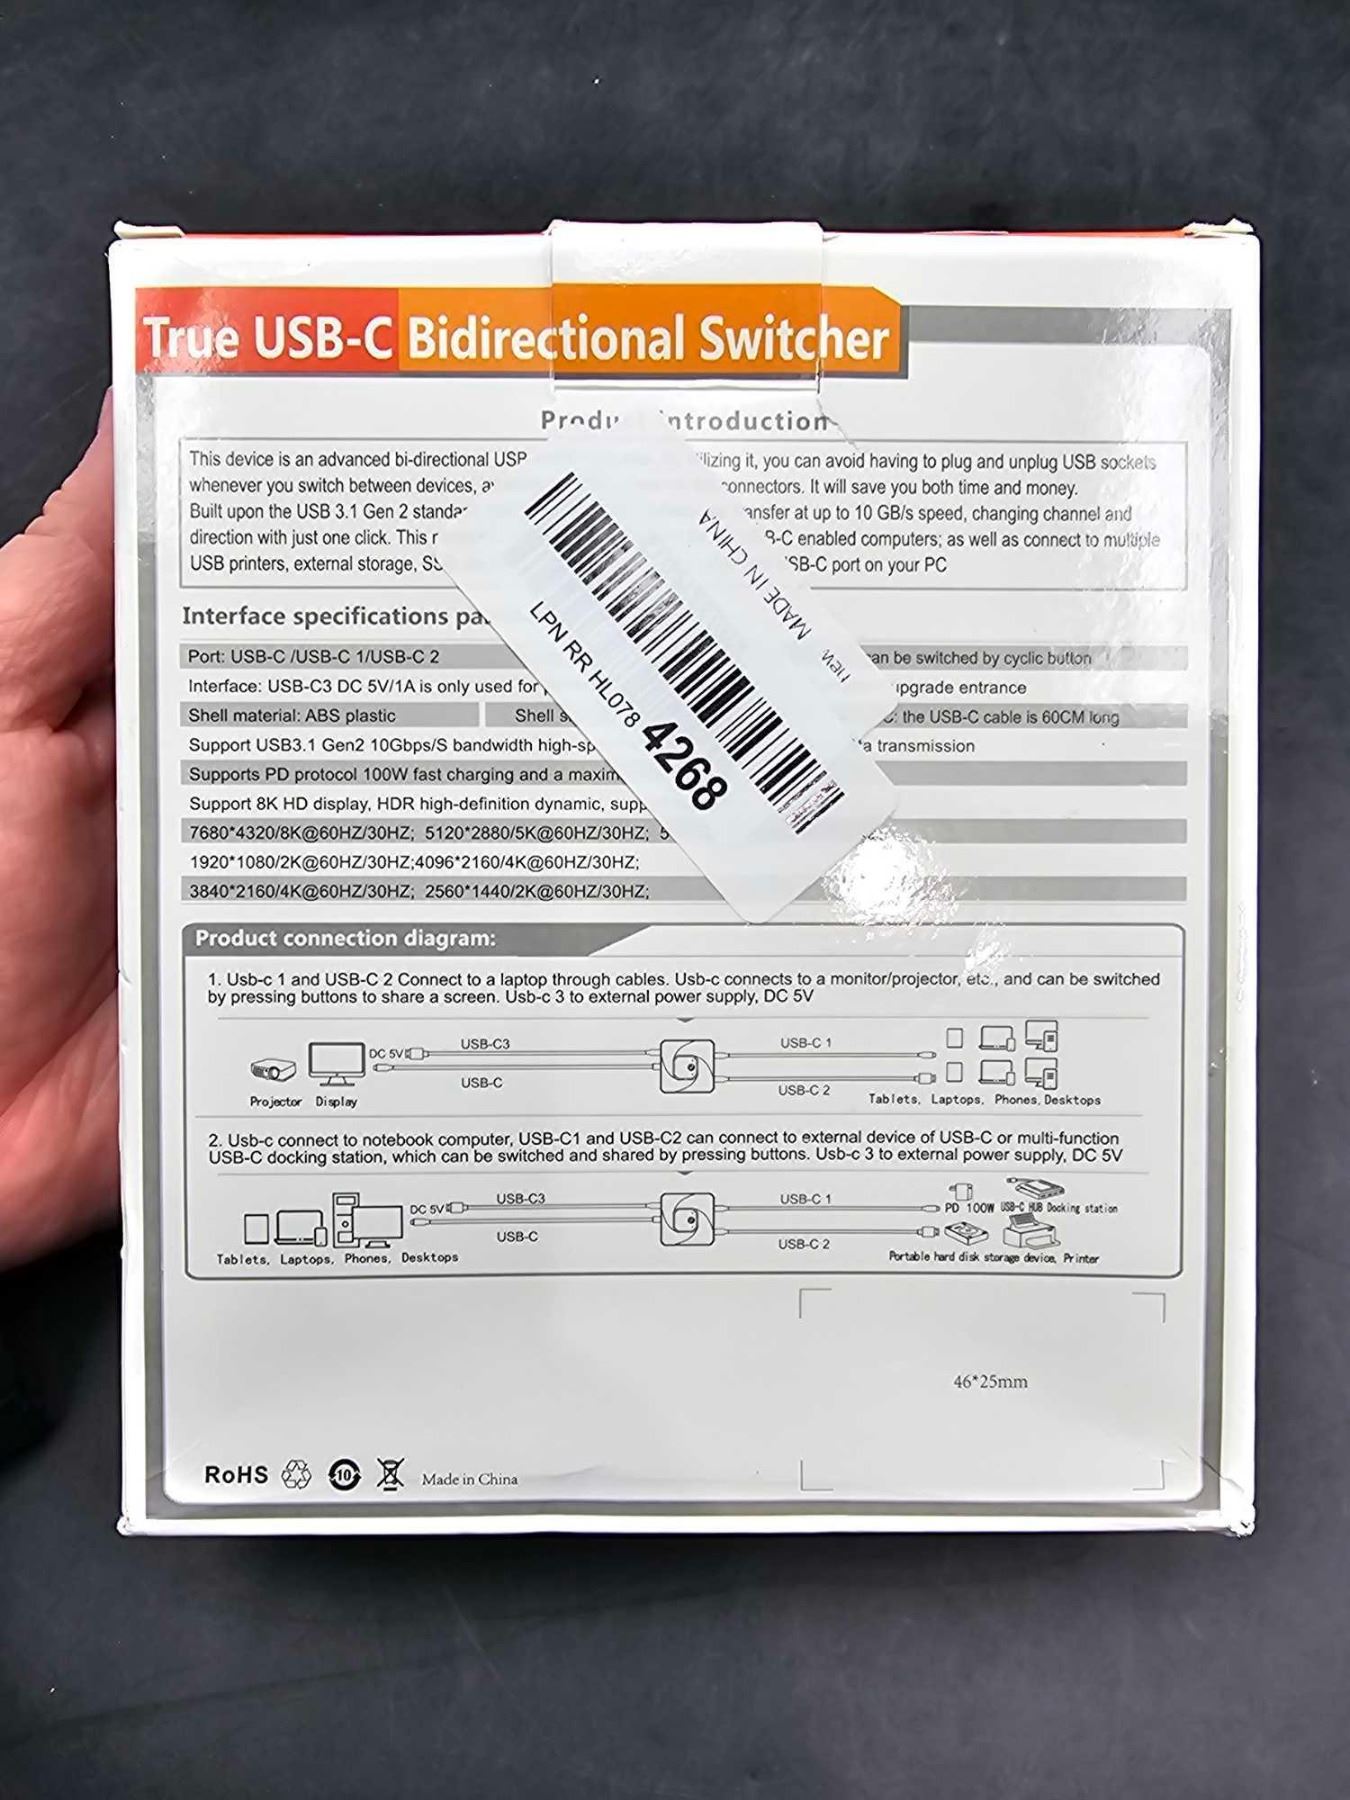 True USB-C Bidirectional Switcher
introduction
This device is an advanced bi-directional it, you can avoid having to plug and unplug USB sockets
whenever you switch between devices, connectors. It will save you both time and money.
Built upon the USB 3.1 Gen 2 at up to 10 GB/s speed, changing channel and
direction with just one click. This enabled computers; as well as connect to multiple
USB printers, external storage, port on your PC
Interface specifications
Port: USB-C /USB-C 1/USB-C 2 can be switched by cyclic button
Interface: USB-C3 DC 5V/1A is only used for upgrade entrance
Shell material: ABS plastic Shell the USB-C cable is 60CM long
Support USB3.1 Gen2 10Gbps/S bandwidth transmission
Supports PD protocol 100W fast charging and a
Support 8K HD display, HDR high-definition dynamic,
7680*4320/8K@60HZ/30HZ; 5120*2880/5K@60HZ/30HZ;
1920*1080/2K@60HZ/30HZ;4096*2160/4K@60HZ/30HZ;
3840*2160/4K@60HZ/30HZ; 2560*1440/2K@60HZ/30HZ;
MADE IN CHINA
New
LPN RR HL078 4268
Product connection diagram:
1. Usb-c 1 and USB-C 2 Connect to a laptop through cables. Usb-c connects to a monitor/projector, etc., and can be switched
by pressing buttons to share a screen. Usb-c 3 to external power supply, DC 5V
DC 5V USB-C3 USB-C 1
USB-C USB-C 2
Projector Display Tablets, Laptops, Phones, Desktops
2. Usb-c connect to notebook computer, USB-C1 and USB-C2 can connect to external device of USB-C or multi-function
USB-C docking station, which can be switched and shared by pressing buttons. Usb-c 3 to external power supply, DC 5V
DC 5V USB-C3 USB-C 1 PD 100W USB-C HUB Docking station
USB-C USB-C 2
Tablets, Laptops, Phones, Desktops Portable hard disk storage device, Printer
46*25mm
RoHS 10 Made in China